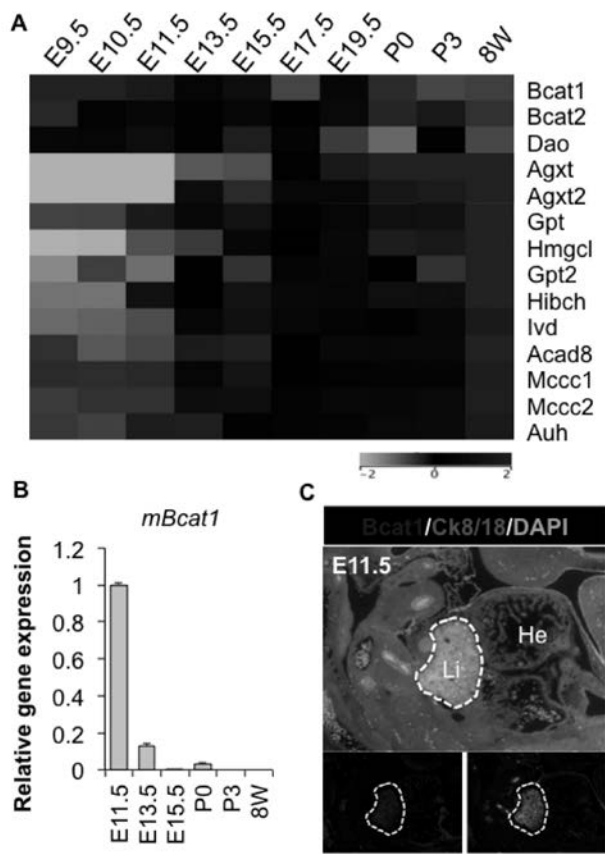 A
E9.5 E10.5 E11.5 E13.5 E15.5 E17.5 E19.5 P0 P3 8W
Bcat1
Bcat2
Dao
Agxt
Agxt2
Gpt
Hmgcl
Gpt2
Hibch
Ivd
Acad8
Mccc1
Mccc2
Auh
-2 0 2
B
mBcat1
Relative gene expression
1.2
1
0.8
0.6
0.4
0.2
0
E11.5 E13.5 E15.5 P0 P3 8W
C
Bcat1/Ck8/18/DAPI
E11.5
He
Li